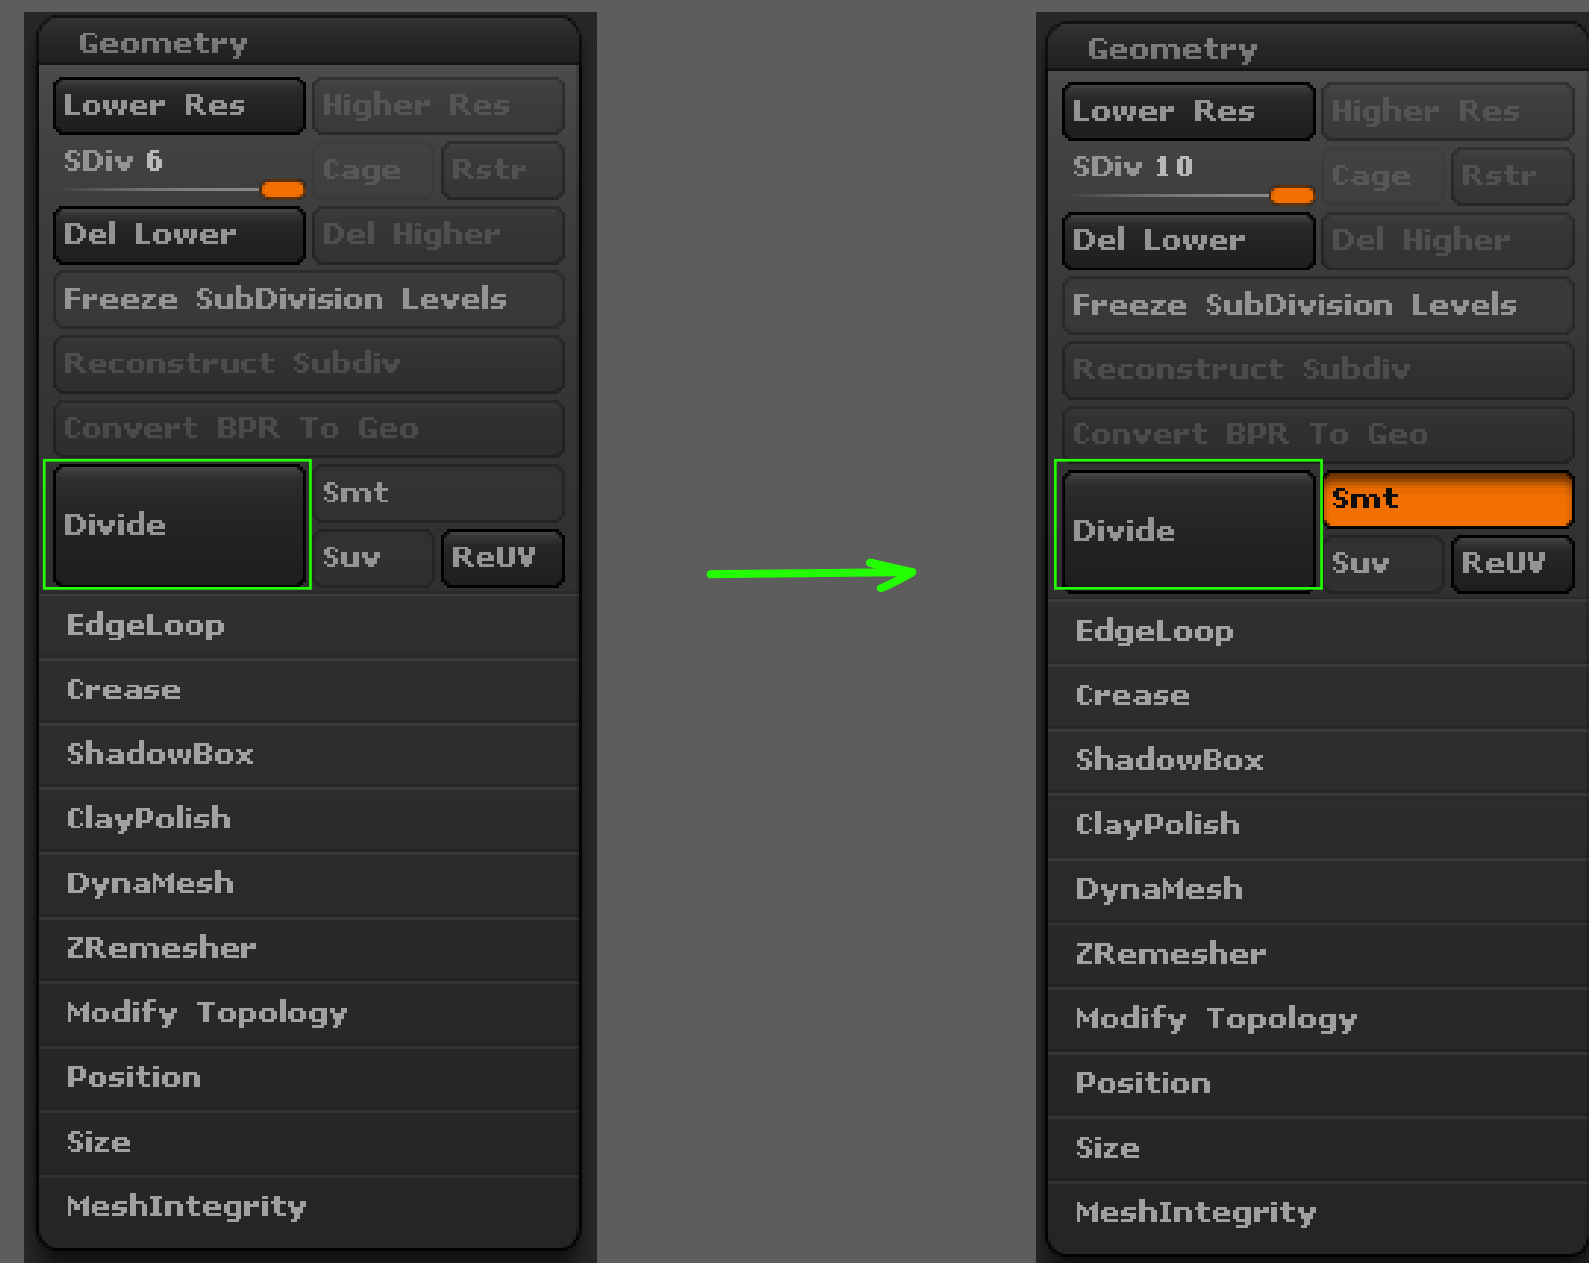 Geometry
Lower Res Higher Res
SDiv 6 Cage Rstr
Del Lower Del Higher
Freeze SubDivision Levels
Reconstruct Subdiv
Convert BPR To Geo
Divide Smt
Suv ReUV
EdgeLoop
Crease
ShadowBox
ClayPolish
DynaMesh
ZRemesher
Modify Topology
Position
Size
MeshIntegrity
Geometry
Lower Res Higher Res
SDiv 10 Cage Rstr
Del Lower Del Higher
Freeze SubDivision Levels
Reconstruct Subdiv
Convert BPR To Geo
Divide Smt
Suv ReUV
EdgeLoop
Crease
ShadowBox
ClayPolish
DynaMesh
ZRemesher
Modify Topology
Position
Size
MeshIntegrity